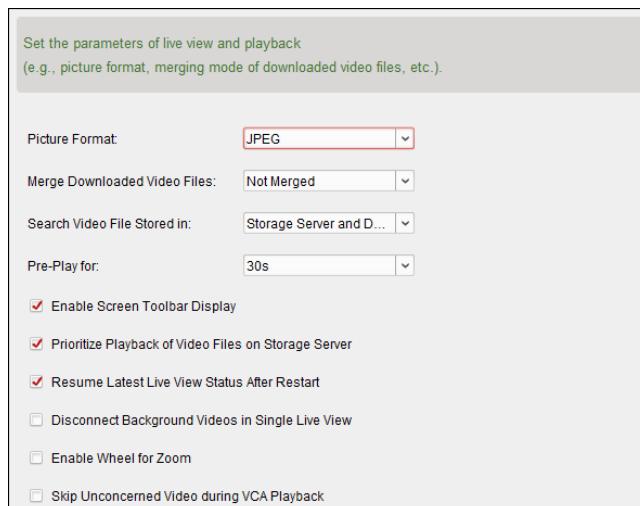 Set the parameters of live view and playback
(e.g., picture format, merging mode of downloaded video files, etc.).
Picture Format: JPEG
Merge Downloaded Video Files: Not Merged
Search Video File Stored in: Storage Server and D...
Pre-Play for: 30s
Enable Screen Toolbar Display
Prioritize Playback of Video Files on Storage Server
Resume Latest Live View Status After Restart
Disconnect Background Videos in Single Live View
Enable Wheel for Zoom
Skip Unconcerned Video during VCA Playback